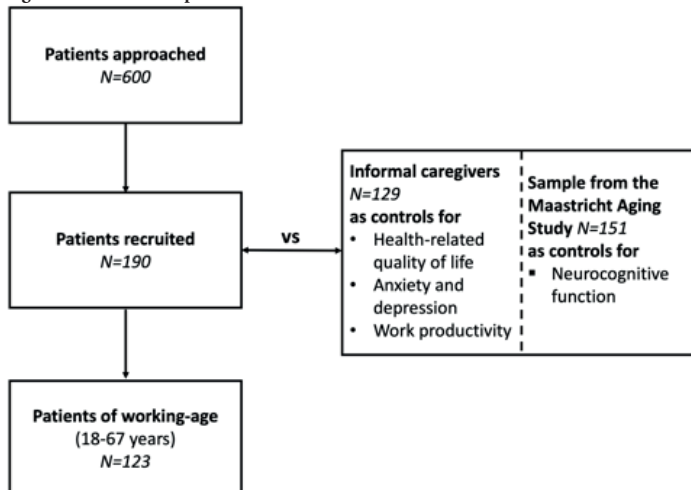 Patients approached
N=600
Patients recruited
N=190
vs
Informal caregivers
N=129
as controls for
• Health-related
quality of life
• Anxiety and
depression
• Work productivity
Sample from the
Maastricht Aging
Study N=151
as controls for
▪ Neurocognitive
function
Patients of working-age
(18-67 years)
N=123